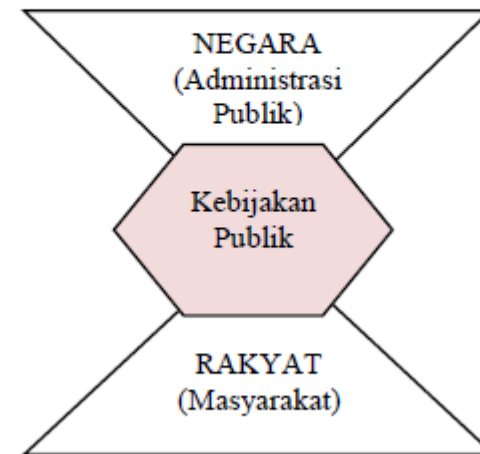 NEGARA
(Administrasi
Publik)
Kebijakan
Publik
RAKYAT
(Masyarakat)